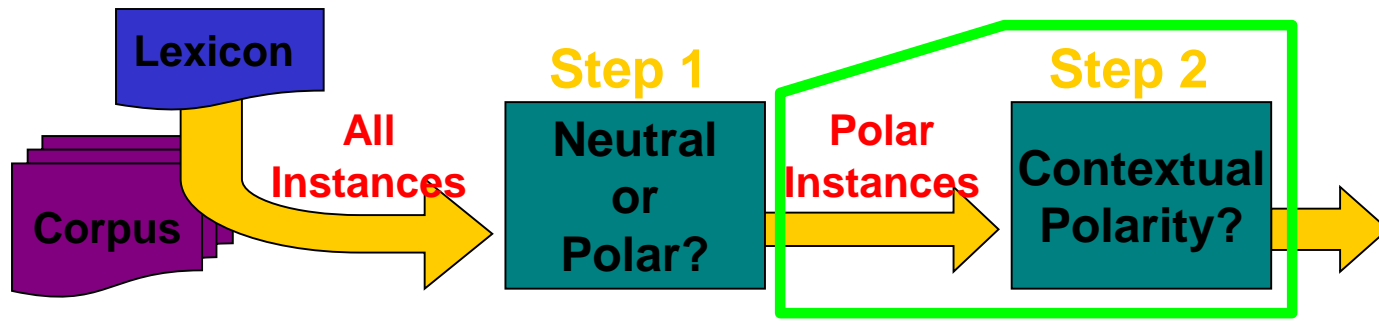 Lexicon
Corpus
All
Instances
Step 1
Neutral
or
Polar?
Polar
Instances
Step 2
Contextual
Polarity?